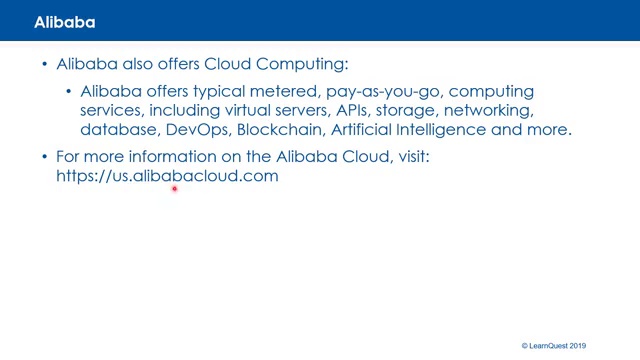 Alibaba
• Alibaba also offers Cloud Computing:
• Alibaba offers typical metered, pay-as-you-go, computing
services, including virtual servers, APIs, storage, networking,
database, DevOps, Blockchain, Artificial Intelligence and more.
• For more information on the Alibaba Cloud, visit:
https://us.alibabacloud.com
© LearnQuest 2019